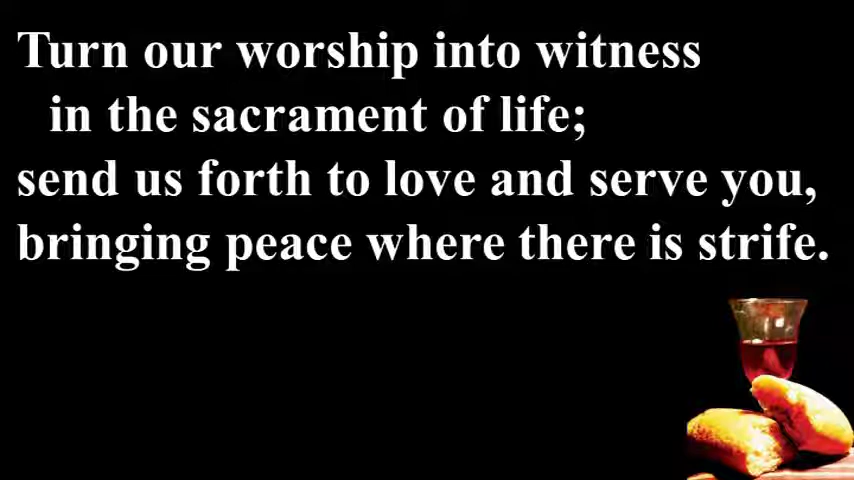 Turn our worship into witness
in the sacrament of life;
send us forth to love and serve you,
bringing peace where there is strife.